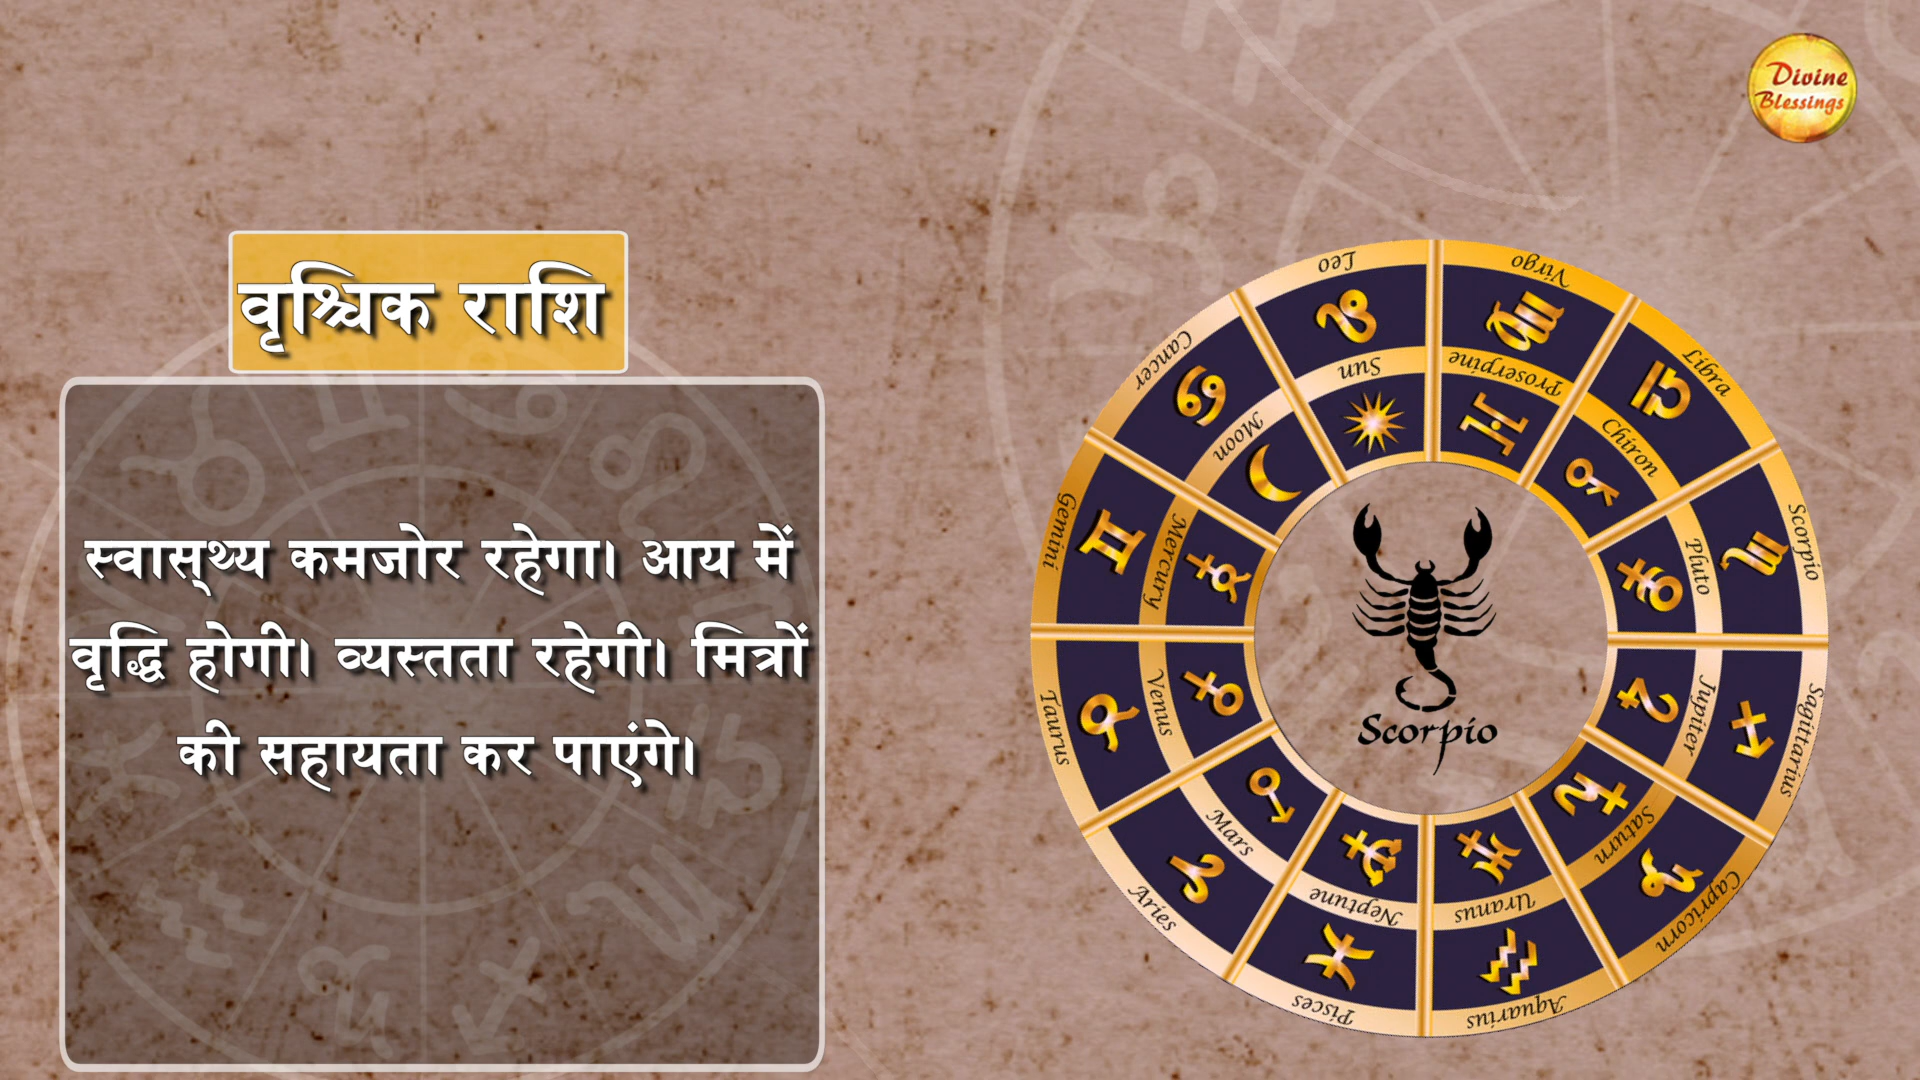 Divine
Blessings
वृश्चिक राशि
स्वास्थ्य कमजोर रहेगा। आय में
वृद्धि होगी। व्यस्तता रहेगी। मित्रों
की सहायता कर पाएंगे।
Leo
Virgo
Libra
Scorpio
Sagittarius
Capricorn
Aquarius
Pisces
Aries
Taurus
Gemini
Cancer
Sun
Proserpine
Chiron
Pluto
Jupiter
Saturn
Uranus
Neptune
Mars
Venus
Mercury
Moon
Scorpio